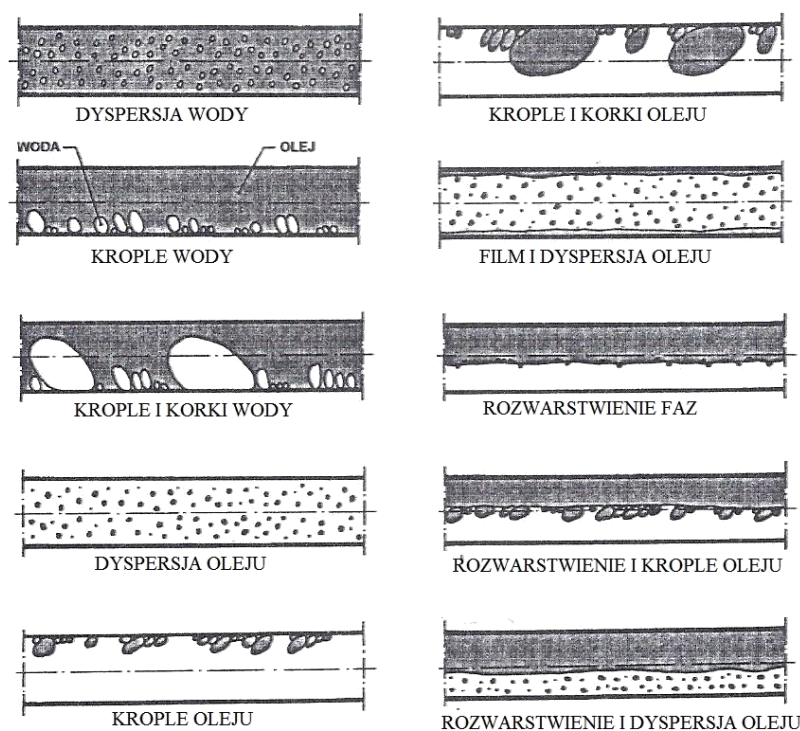 DYSPERSJA WODY
WODA
OLEJ
KROPLE WODY
KROPLE I KORKI WODY
DYSPERSJA OLEJU
KROPLE OLEJU
KROPLE I KORKI OLEJU
FILM I DYSPERSJA OLEJU
ROZWARSTWIENIE FAZ
ROZWARSTWIENIE I KROPLE OLEJU
ROZWARSTWIENIE I DYSPERSJA OLEJU